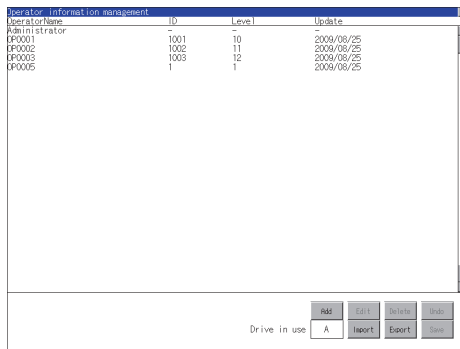 Operator information management
OperatorName ID Level Update
Administrator - - -
OP0001 1001 10 2009/08/25
OP0002 1002 11 2009/08/25
OP0003 1003 12 2009/08/25
OP0005 1 1 2009/08/25
Add Edit Delete Undo
Drive in use A Import Export Save